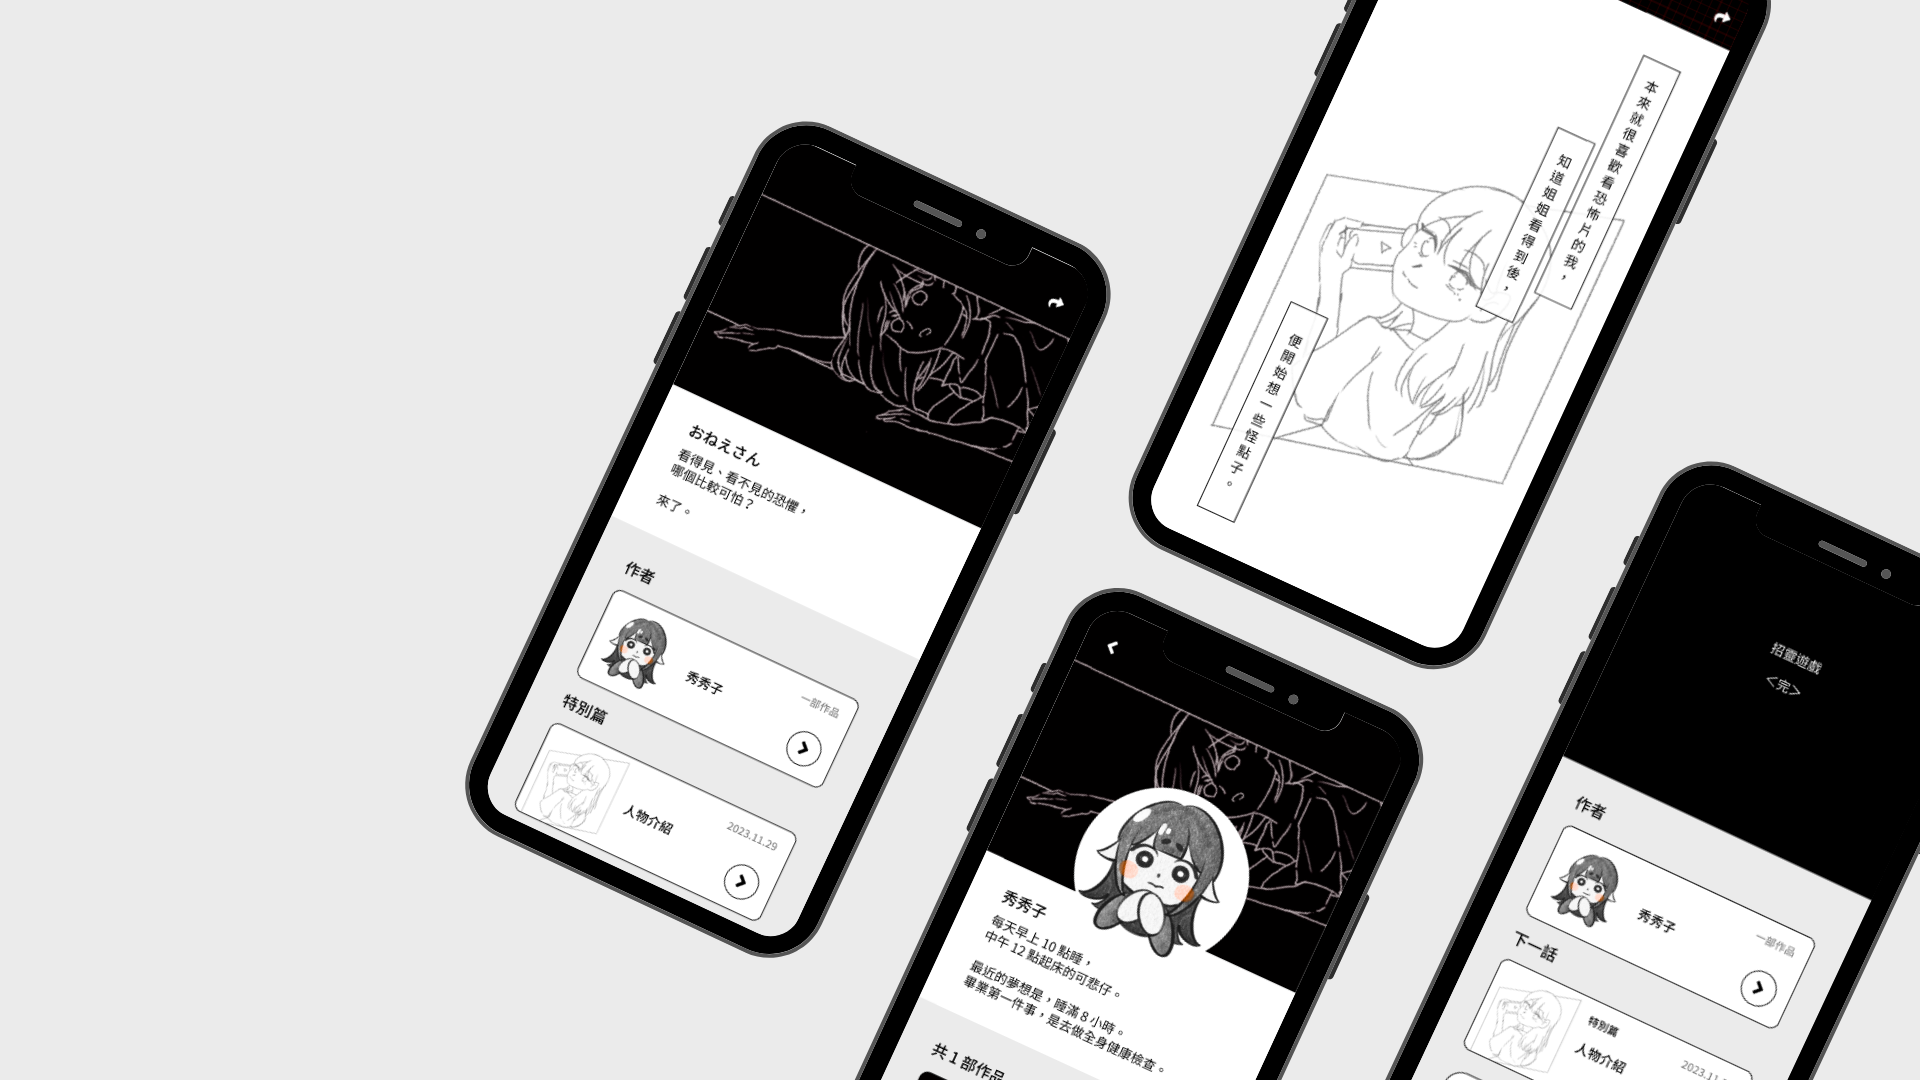 おねえさん
看得見、看不見的恐懼，
哪個比較可怕？
來了。
作者
秀秀子
一部作品
特別篇
人物介紹
2023.11.29
本來就很喜歡看恐怖片的我，
知道姐姐看得到後，
便開始想一些怪點子。
秀秀子
每天早上 10 點睡，
中午 12 點起床的可悲仔。
最近的夢想是，睡滿 8 小時。
畢業第一件事，是去做全身健康檢查。
共 1 部作品
招靈遊戲
＜完＞
作者
秀秀子
一部作品
下一話
特別篇
人物介紹